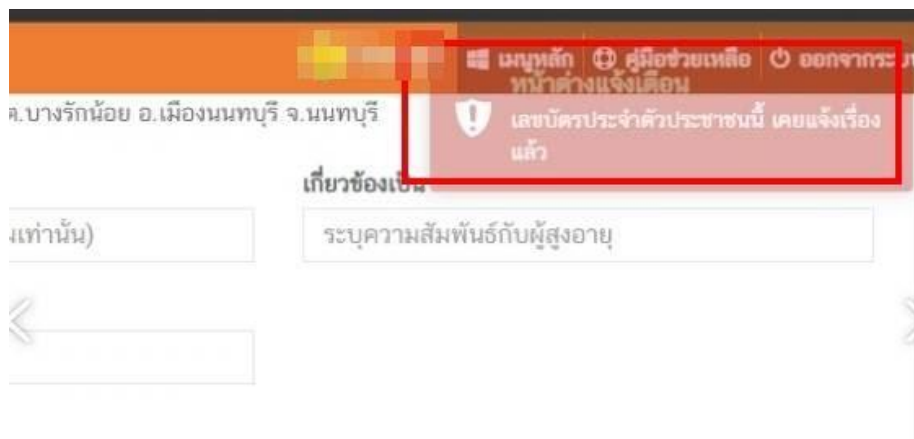 เมนูหลัก คู่มือช่วยเหลือ ออกจากระบบ
หน้าต่างแจ้งเตือน
ต.บางรักน้อย อ.เมืองนนทบุรี จ.นนทบุรี
เลขบัตรประจำตัวประชาชนนี้ เคยแจ้งเรื่อง
แล้ว
เกี่ยวข้องเป็น
นเท่านั้น)
ระบุความสัมพันธ์กับผู้สูงอายุ